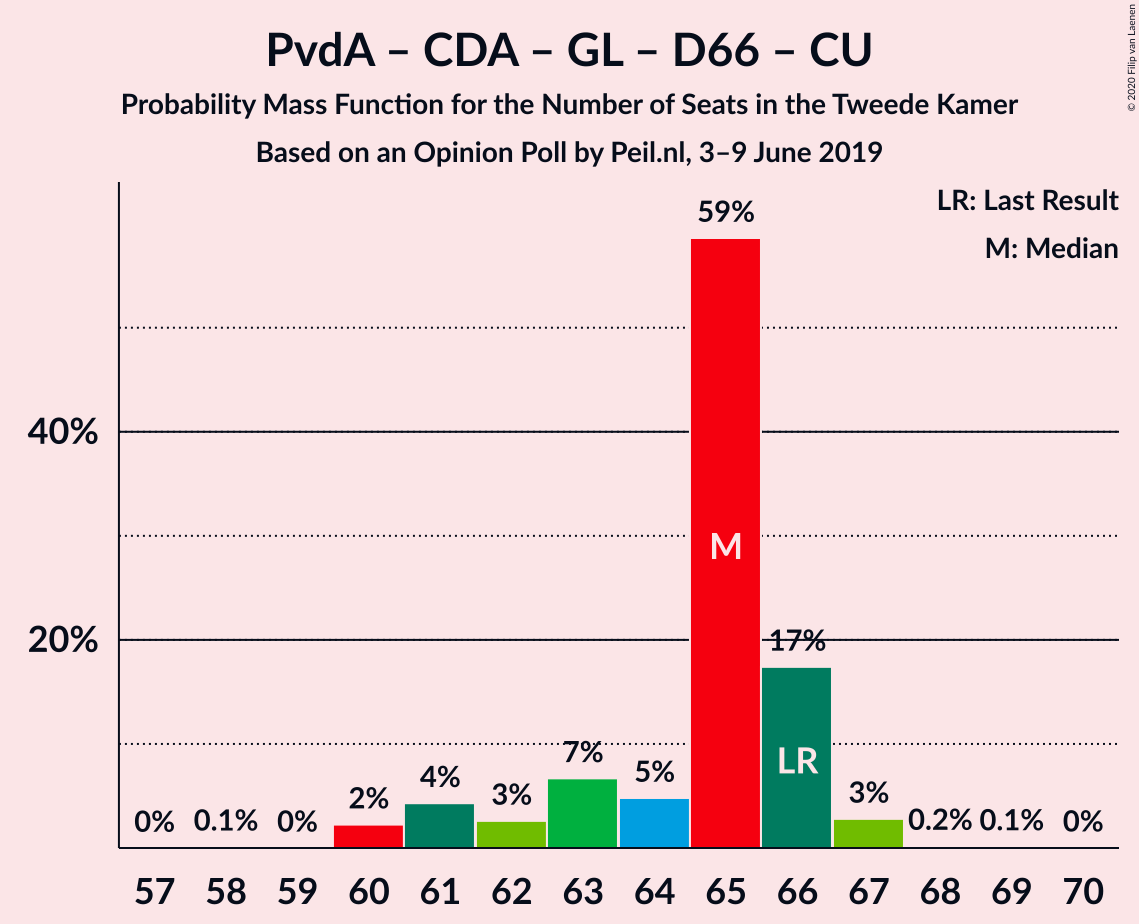 PvdA – CDA – GL – D66 – CU
Probability Mass Function for the Number of Seats in the Tweede Kamer
Based on an Opinion Poll by Peil.nl, 3–9 June 2019
© 2020 Filip van Laenen
LR: Last Result
M: Median
59%
40%
M
20%
17%
LR
7%
5%
4%
3%
3%
2%
0% 0.1% 0% 0.2% 0.1% 0%
57 58 59 60 61 62 63 64 65 66 67 68 69 70